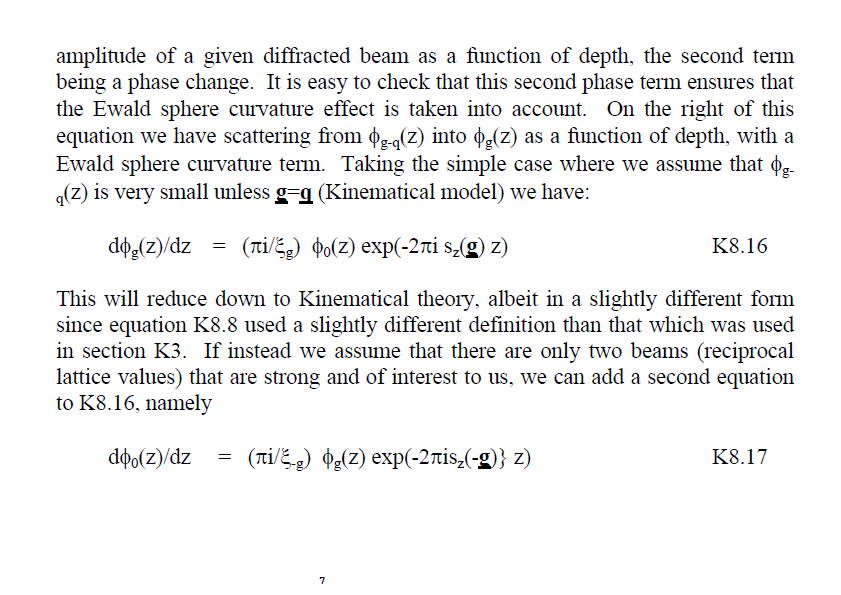 amplitude of a given diffracted beam as a function of depth, the second term
being a phase change. It is easy to check that this second phase term ensures that
the Ewald sphere curvature effect is taken into account. On the right of this
equation we have scattering from ϕg-q(z) into ϕg(z) as a function of depth, with a
Ewald sphere curvature term. Taking the simple case where we assume that ϕg-
q(z) is very small unless g=q (Kinematical model) we have:
dϕg(z)/dz = (πi/ξg) ϕ0(z) exp(-2πi sz(g) z) K8.16
This will reduce down to Kinematical theory, albeit in a slightly different form
since equation K8.8 used a slightly different definition than that which was used
in section K3. If instead we assume that there are only two beams (reciprocal
lattice values) that are strong and of interest to us, we can add a second equation
to K8.16, namely
dϕ0(z)/dz = (πi/ξ-g) ϕg(z) exp(-2πisz(-g)} z) K8.17
7